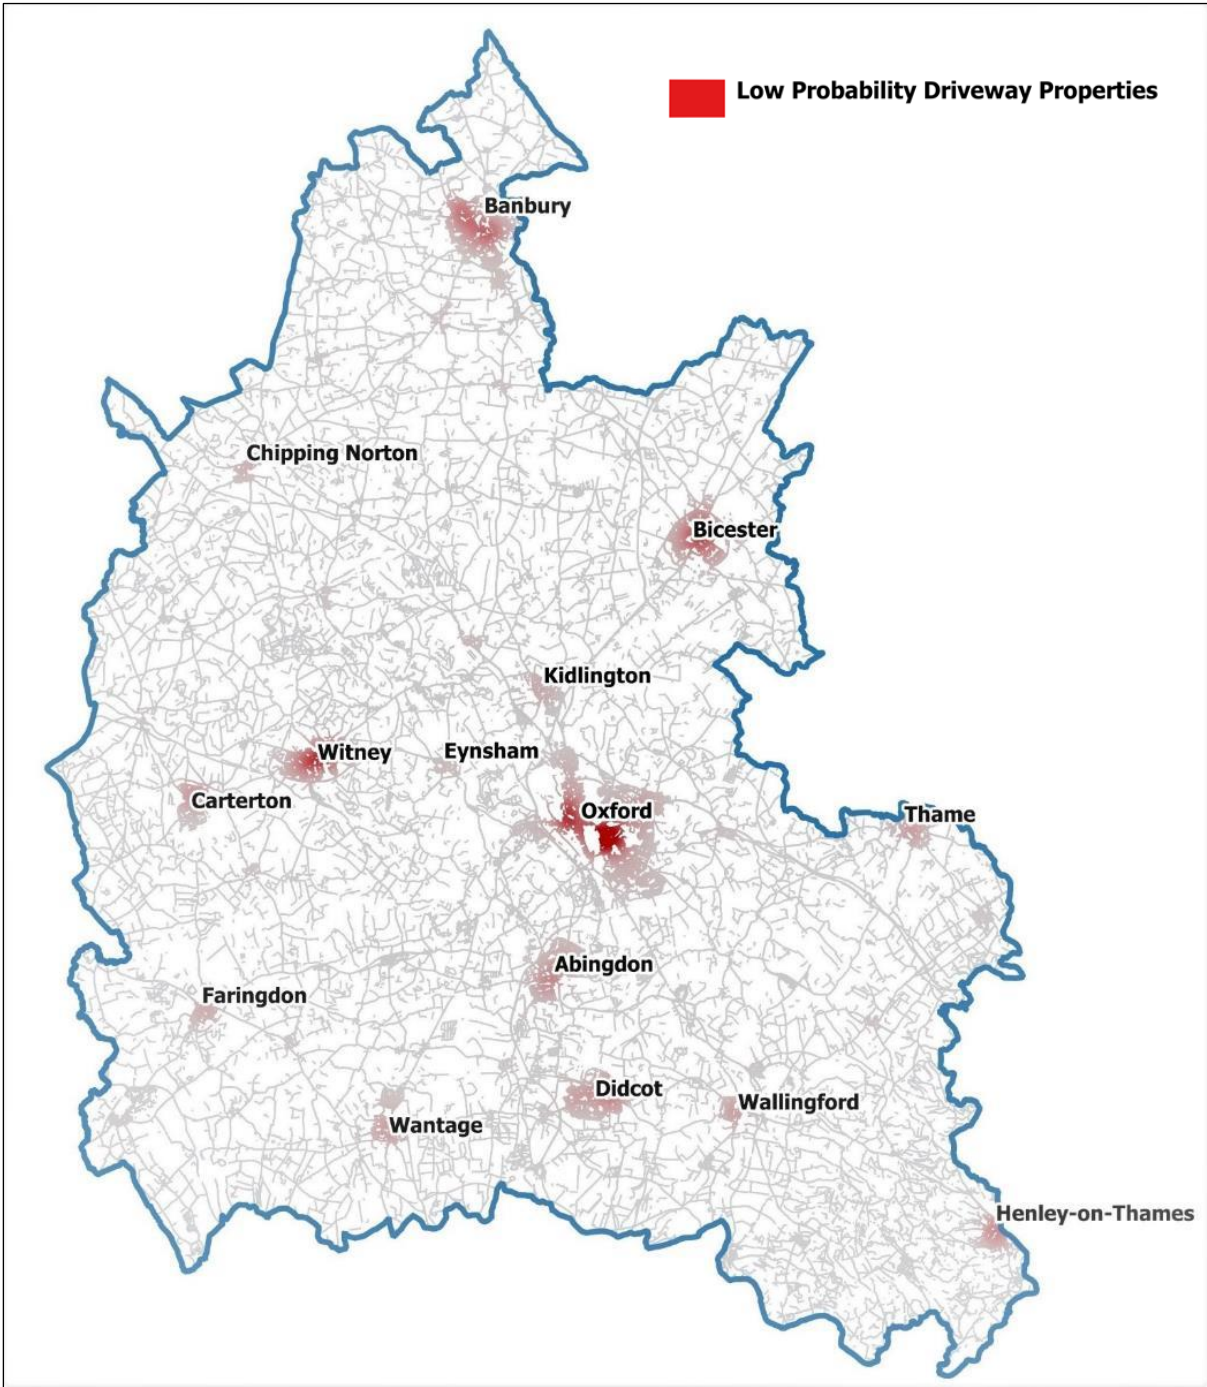 Low Probability Driveway Properties
Banbury
Chipping Norton
Bicester
Kidlington
Witney
Eynsham
Carterton
Oxford
Thame
Abingdon
Faringdon
Didcot
Wallingford
Wantage
Henley-on-Thames